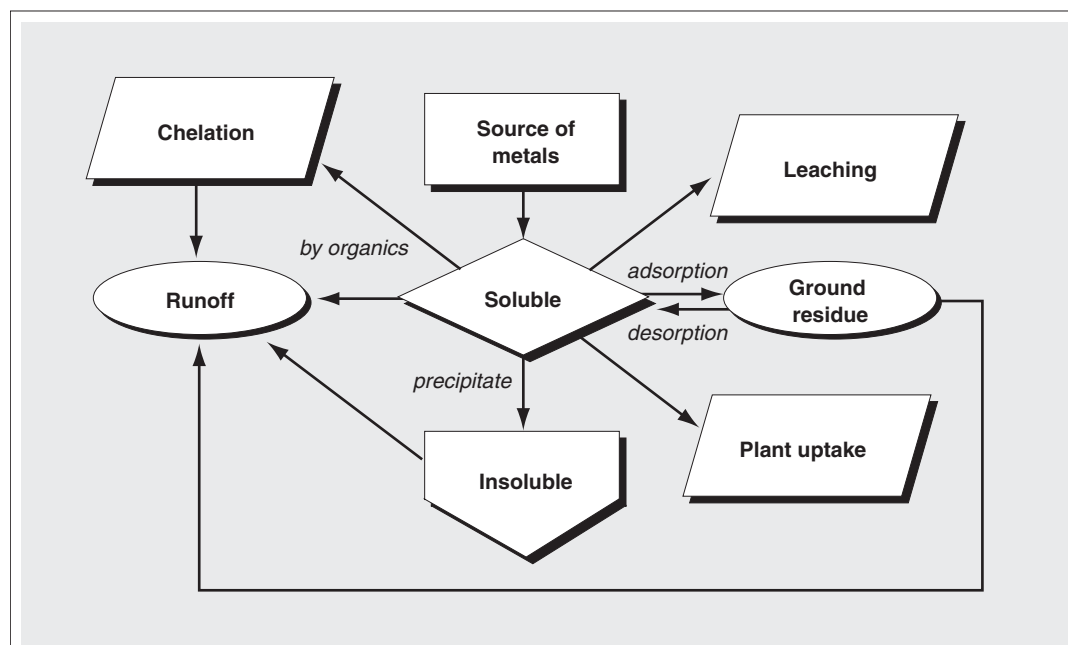 Chelation
Source of
metals
Leaching
by organics
adsorption
Runoff
Soluble
Ground
residue
desorption
precipitate
Plant uptake
Insoluble